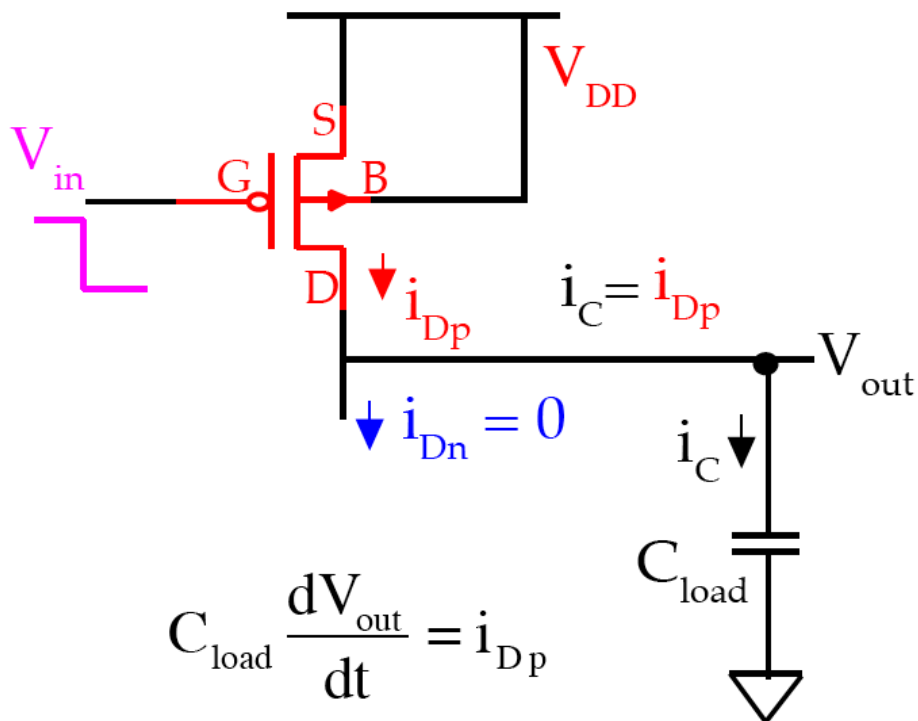 V_DD
S
V_in
G
B
D
i_Dp
i_C = i_Dp
V_out
i_Dn = 0
i_C
C_load
C_load dV_out/dt = i_Dp